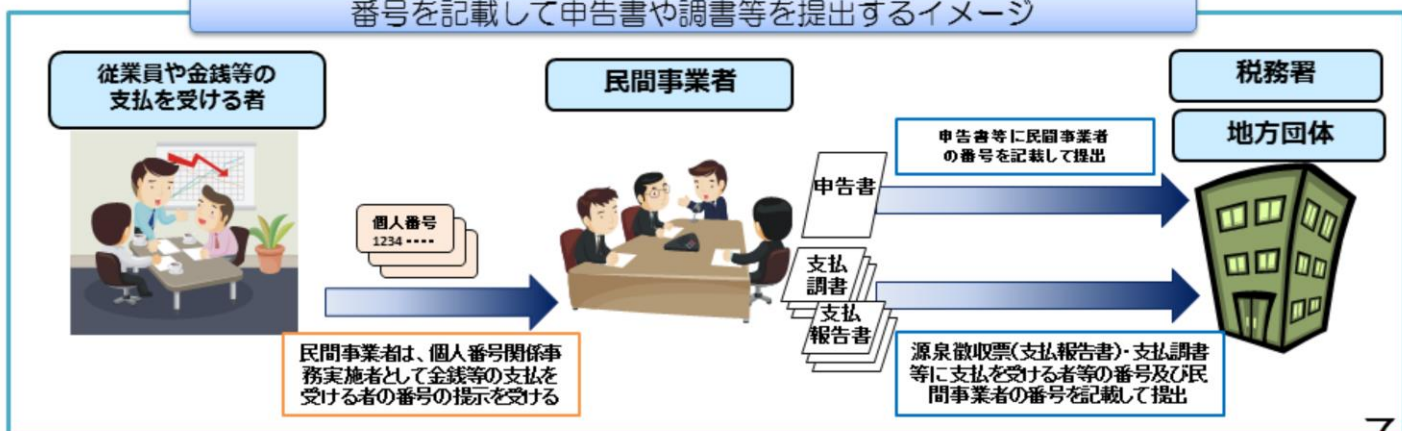 番号を記載して申告書や調書等を提出するイメージ
従業員や金銭等の
支払を受ける者
民間事業者
税務署
地方団体
個人番号
1234 ････
申告書
申告書等に民間事業者
の番号を記載して提出
支払
調書
支払
報告書
民間事業者は、個人番号関係事
務実施者として金銭等の支払を
受ける者の番号の提示を受ける
源泉徴収票(支払報告書)･支払調書
等に支払を受ける者等の番号及び民
間事業者の番号を記載して提出